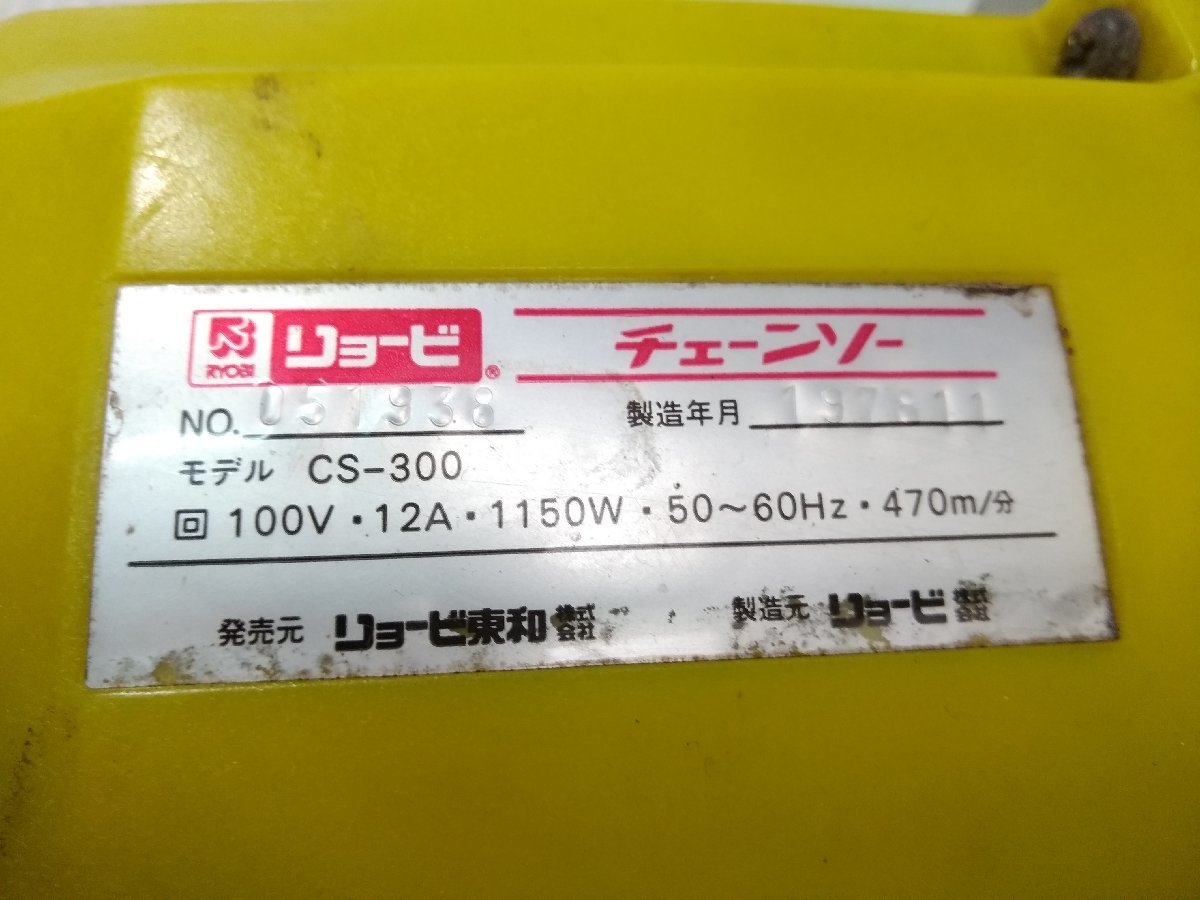 RYOBI リョービ ® チェーンソー
NO. 051938 製造年月
モデル CS-300
回 100V・12A・1150W・50～60Hz・470m/分
発売元 リョービ東和株式会社 製造元 リョービ株式会社